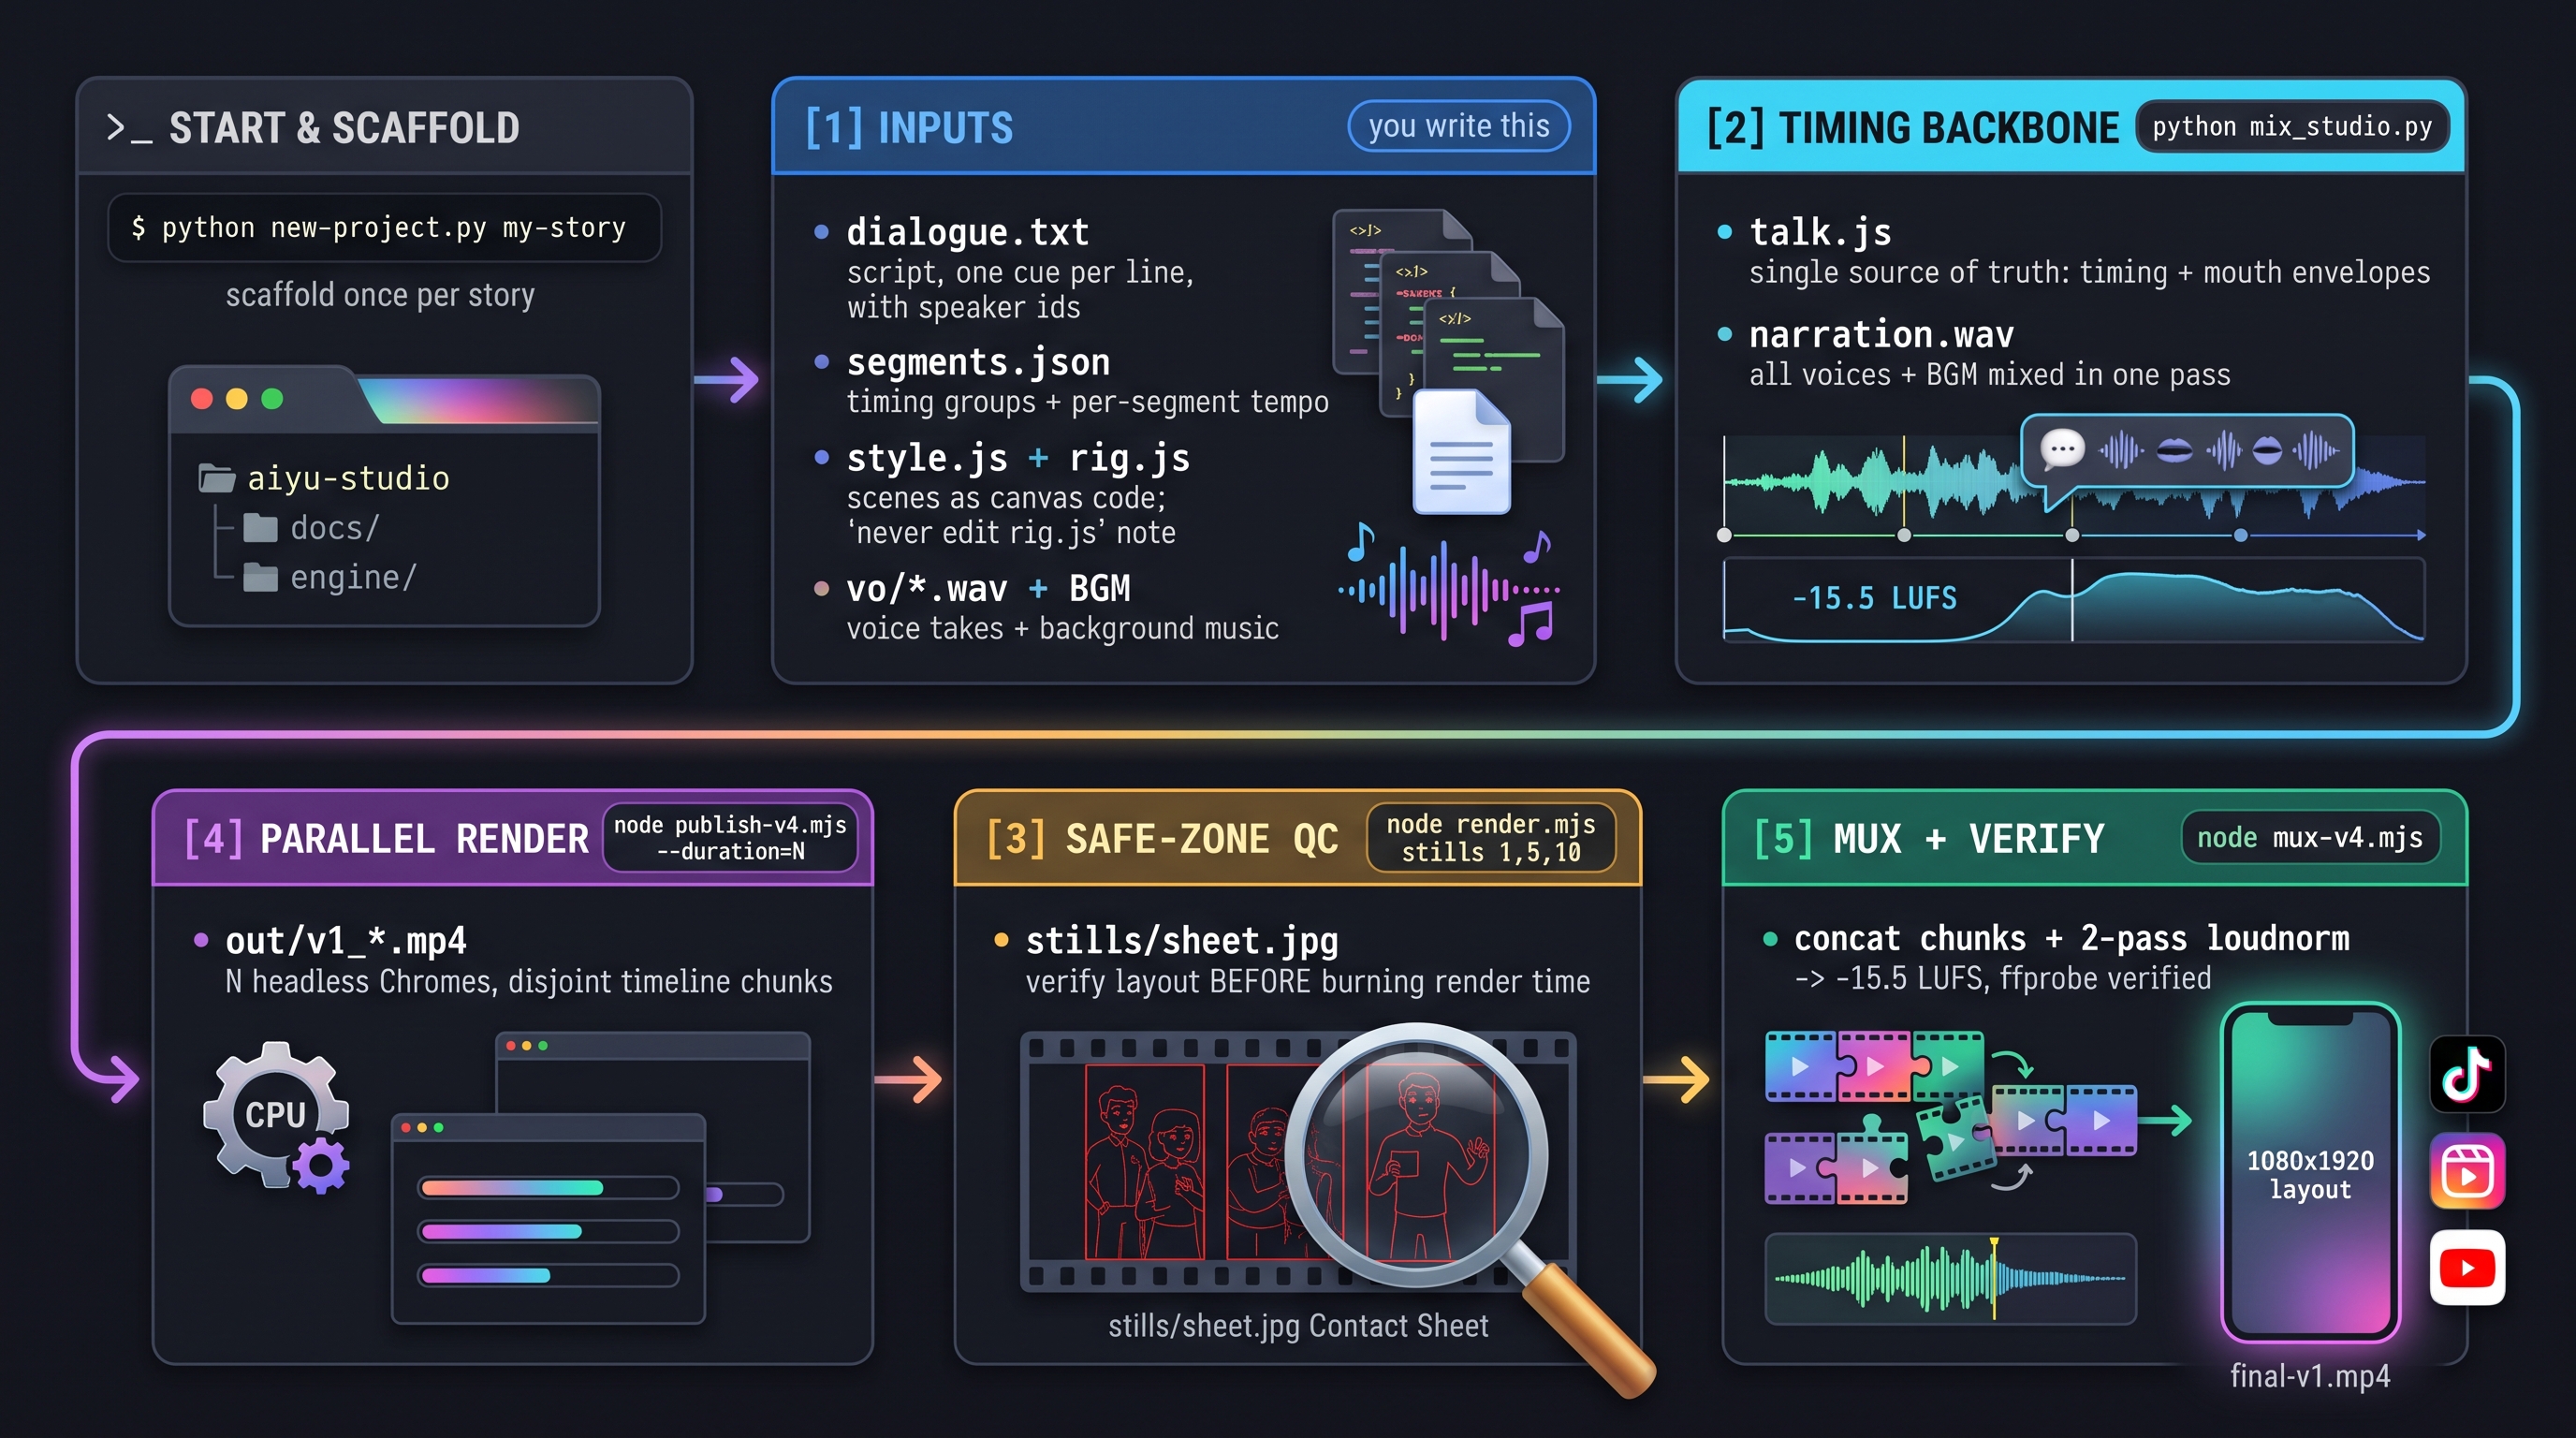 >_ START & SCAFFOLD
$ python new-project.py my-story
scaffold once per story
aiyu-studio
docs/
engine/
[1] INPUTS
you write this
dialogue.txt
script, one cue per line,
with speaker ids
segments.json
timing groups + per-segment tempo
style.js + rig.js
scenes as canvas code;
‘never edit rig.js’ note
vo/*.wav + BGM
voice takes + background music
[2] TIMING BACKBONE
python mix_studio.py
talk.js
single source of truth: timing + mouth envelopes
narration.wav
all voices + BGM mixed in one pass
-15.5 LUFS
[4] PARALLEL RENDER
node publish-v4.mjs
--duration=N
out/v1_*.mp4
N headless Chromes, disjoint timeline chunks
CPU
[3] SAFE-ZONE QC
node render.mjs
stills 1,5,10
stills/sheet.jpg
verify layout BEFORE burning render time
stills/sheet.jpg Contact Sheet
[5] MUX + VERIFY
node mux-v4.mjs
concat chunks + 2-pass loudnorm
-> -15.5 LUFS, ffprobe verified
1080x1920
layout
final-v1.mp4